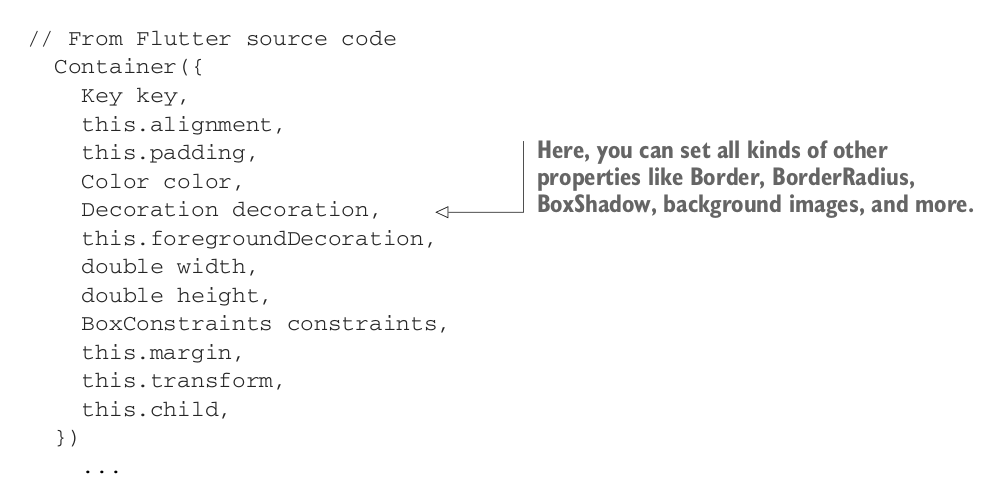 // From Flutter source code
Container({
Key key,
this.alignment,
this.padding,
Color color,
Decoration decoration,
this.foregroundDecoration,
double width,
double height,
BoxConstraints constraints,
this.margin,
this.transform,
this.child,
})
...
Here, you can set all kinds of other
properties like Border, BorderRadius,
BoxShadow, background images, and more.